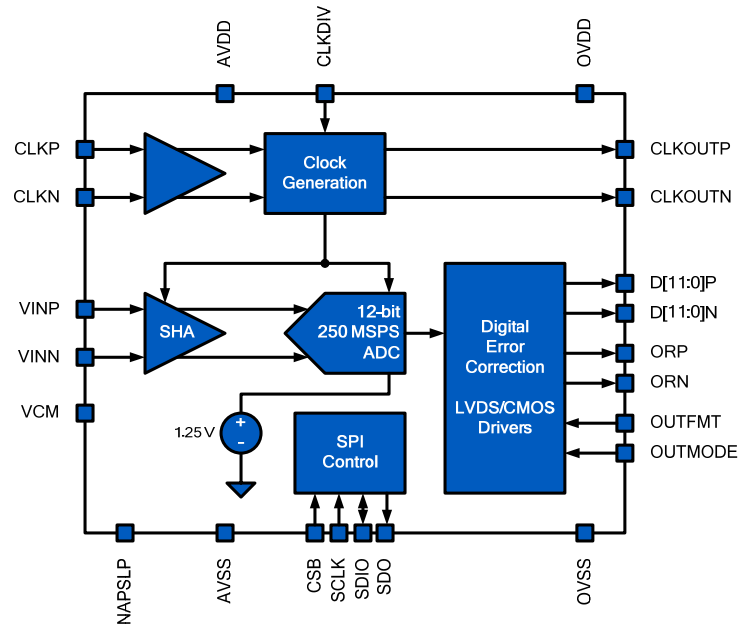 AVDD
CLKDIV
OVDD
CLKP
CLKN
Clock
Generation
CLKOUTP
CLKOUTN
VINP
VINN
VCM
SHA
12-bit
250 MSPS
ADC
1.25 V
+
-
SPI
Control
Digital
Error
Correction
LVDS/CMOS
Drivers
D[11:0]P
D[11:0]N
ORP
ORN
OUTFMT
OUTMODE
NAPSLP
AVSS
CSB
SCLK
SDIO
SDO
OVSS